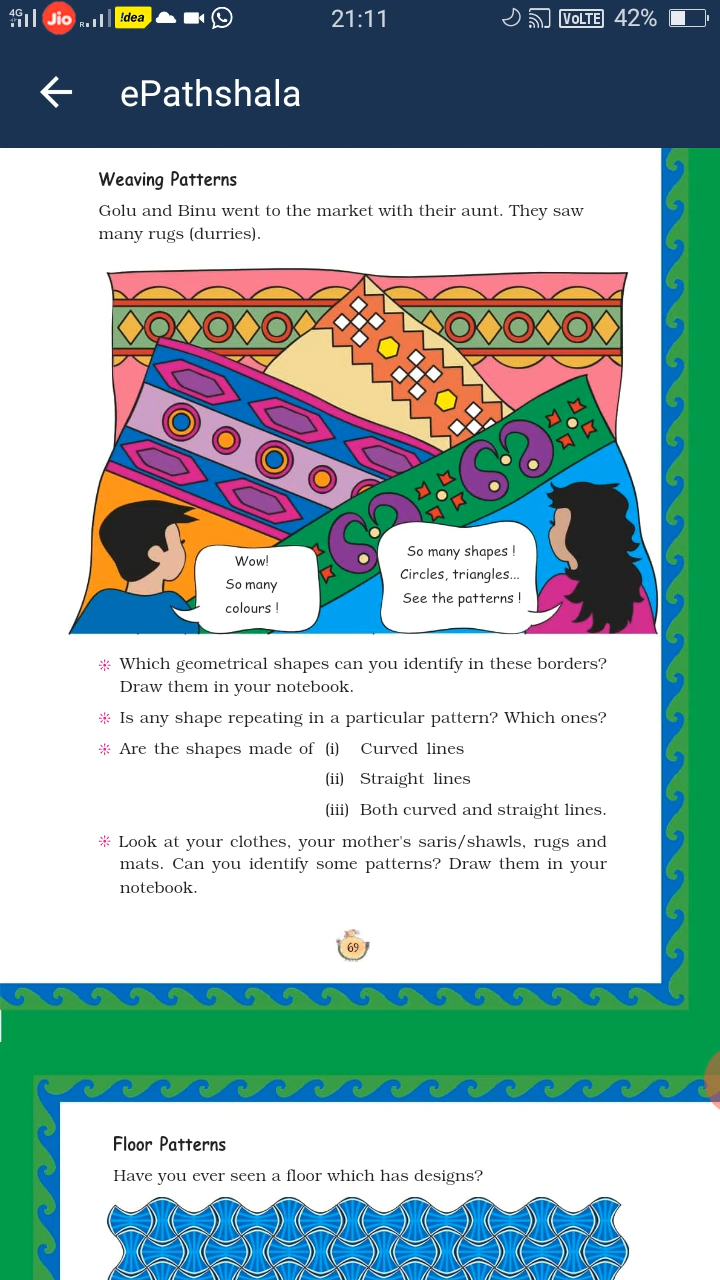 4G Jio R. !dea 21:11 VoLTE 42%
ePathshala
Weaving Patterns
Golu and Binu went to the market with their aunt. They saw
many rugs (durries).
Wow!
So many
colours !
So many shapes !
Circles, triangles...
See the patterns !
Which geometrical shapes can you identify in these borders?
Draw them in your notebook.
Is any shape repeating in a particular pattern? Which ones?
Are the shapes made of (i) Curved lines
(ii) Straight lines
(iii) Both curved and straight lines.
Look at your clothes, your mother's saris/shawls, rugs and
mats. Can you identify some patterns? Draw them in your
notebook.
69
Floor Patterns
Have you ever seen a floor which has designs?